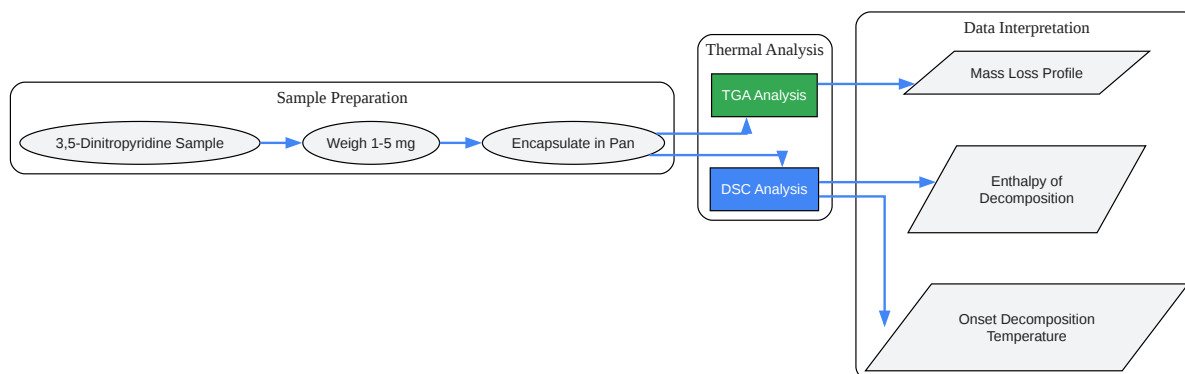 Sample Preparation
3,5-Dinitropyridine Sample
Weigh 1-5 mg
Encapsulate in Pan
Thermal Analysis
TGA Analysis
DSC Analysis
Data Interpretation
Mass Loss Profile
Enthalpy of
Decomposition
Onset Decomposition
Temperature